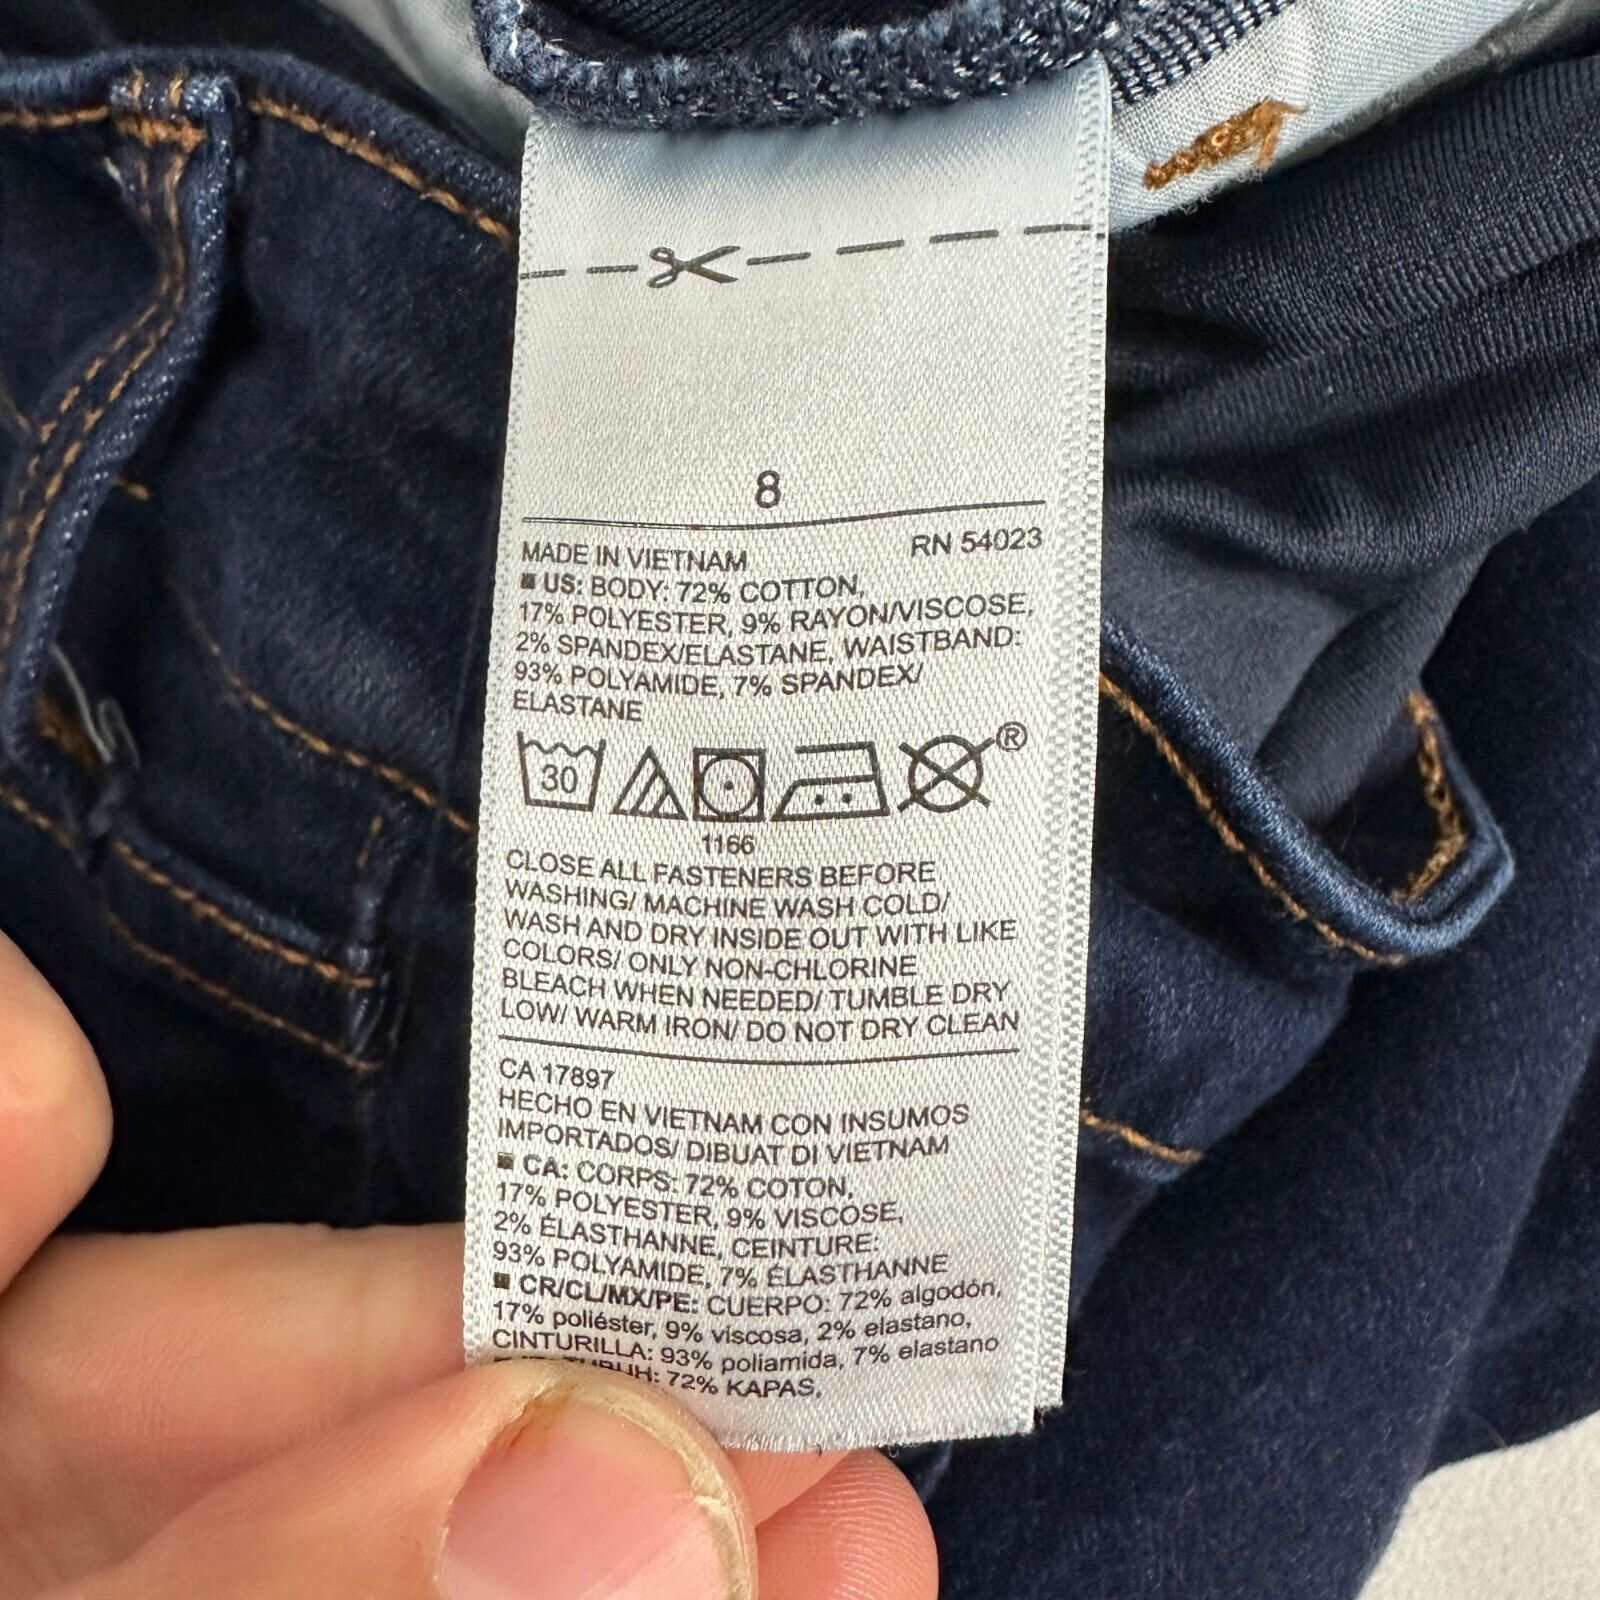 8
MADE IN VIETNAM RN 54023
US: BODY: 72% COTTON,
17% POLYESTER, 9% RAYON/VISCOSE,
2% SPANDEX/ELASTANE, WAISTBAND:
93% POLYAMIDE, 7% SPANDEX/
ELASTANE
30 ®
1166
CLOSE ALL FASTENERS BEFORE
WASHING/ MACHINE WASH COLD/
WASH AND DRY INSIDE OUT WITH LIKE
COLORS/ ONLY NON-CHLORINE
BLEACH WHEN NEEDED/ TUMBLE DRY
LOW/ WARM IRON/ DO NOT DRY CLEAN
CA 17897
HECHO EN VIETNAM CON INSUMOS
IMPORTADOS/ DIBUAT DI VIETNAM
CA: CORPS: 72% COTON,
17% POLYESTER, 9% VISCOSE,
2% ÉLASTHANNE, CEINTURE:
93% POLYAMIDE, 7% ÉLASTHANNE
CR/CL/MX/PE: CUERPO: 72% algodón,
17% poliéster, 9% viscosa, 2% elastano,
CINTURILLA: 93% poliamida, 7% elastano
72% KAPAS,